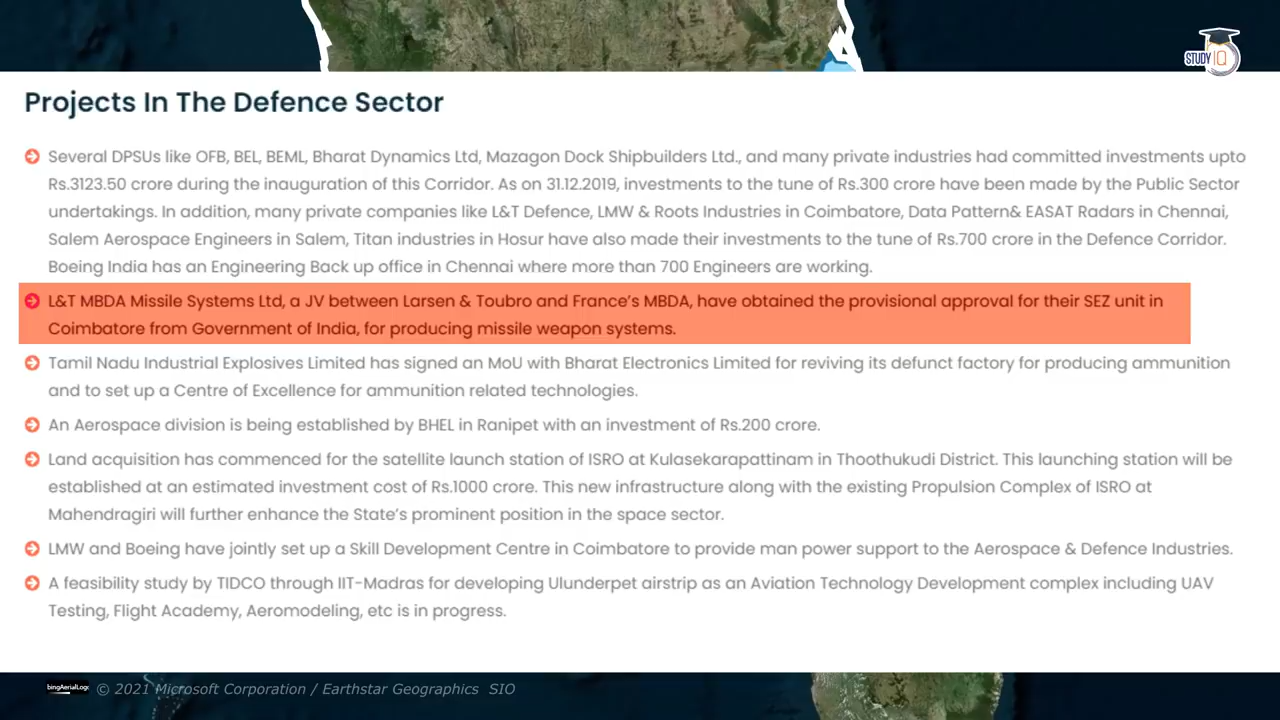 STUDY IQ
Projects In The Defence Sector
Several DPSUs like OFB, BEL, BEML, Bharat Dynamics Ltd, Mazagon Dock Shipbuilders Ltd., and many private industries had committed investments upto
Rs.3123.50 crore during the inauguration of this Corridor. As on 31.12.2019, investments to the tune of Rs.300 crore have been made by the Public Sector
undertakings. In addition, many private companies like L&T Defence, LMW & Roots Industries in Coimbatore, Data Pattern& EASAT Radars in Chennai,
Salem Aerospace Engineers in Salem, Titan industries in Hosur have also made their investments to the tune of Rs.700 crore in the Defence Corridor.
Boeing India has an Engineering Back up office in Chennai where more than 700 Engineers are working.
L&T MBDA Missile Systems Ltd, a JV between Larsen & Toubro and France’s MBDA, have obtained the provisional approval for their SEZ unit in
Coimbatore from Government of India, for producing missile weapon systems.
Tamil Nadu Industrial Explosives Limited has signed an MoU with Bharat Electronics Limited for reviving its defunct factory for producing ammunition
and to set up a Centre of Excellence for ammunition related technologies.
An Aerospace division is being established by BHEL in Ranipet with an investment of Rs.200 crore.
Land acquisition has commenced for the satellite launch station of ISRO at Kulasekarapattinam in Thoothukudi District. This launching station will be
established at an estimated investment cost of Rs.1000 crore. This new infrastructure along with the existing Propulsion Complex of ISRO at
Mahendragiri will further enhance the State’s prominent position in the space sector.
LMW and Boeing have jointly set up a Skill Development Centre in Coimbatore to provide man power support to the Aerospace & Defence Industries.
A feasibility study by TIDCO through IIT-Madras for developing Ulunderpet airstrip as an Aviation Technology Development complex including UAV
Testing, Flight Academy, Aeromodeling, etc is in progress.
bingAerialLogo © 2021 Microsoft Corporation / Earthstar Geographics SIO